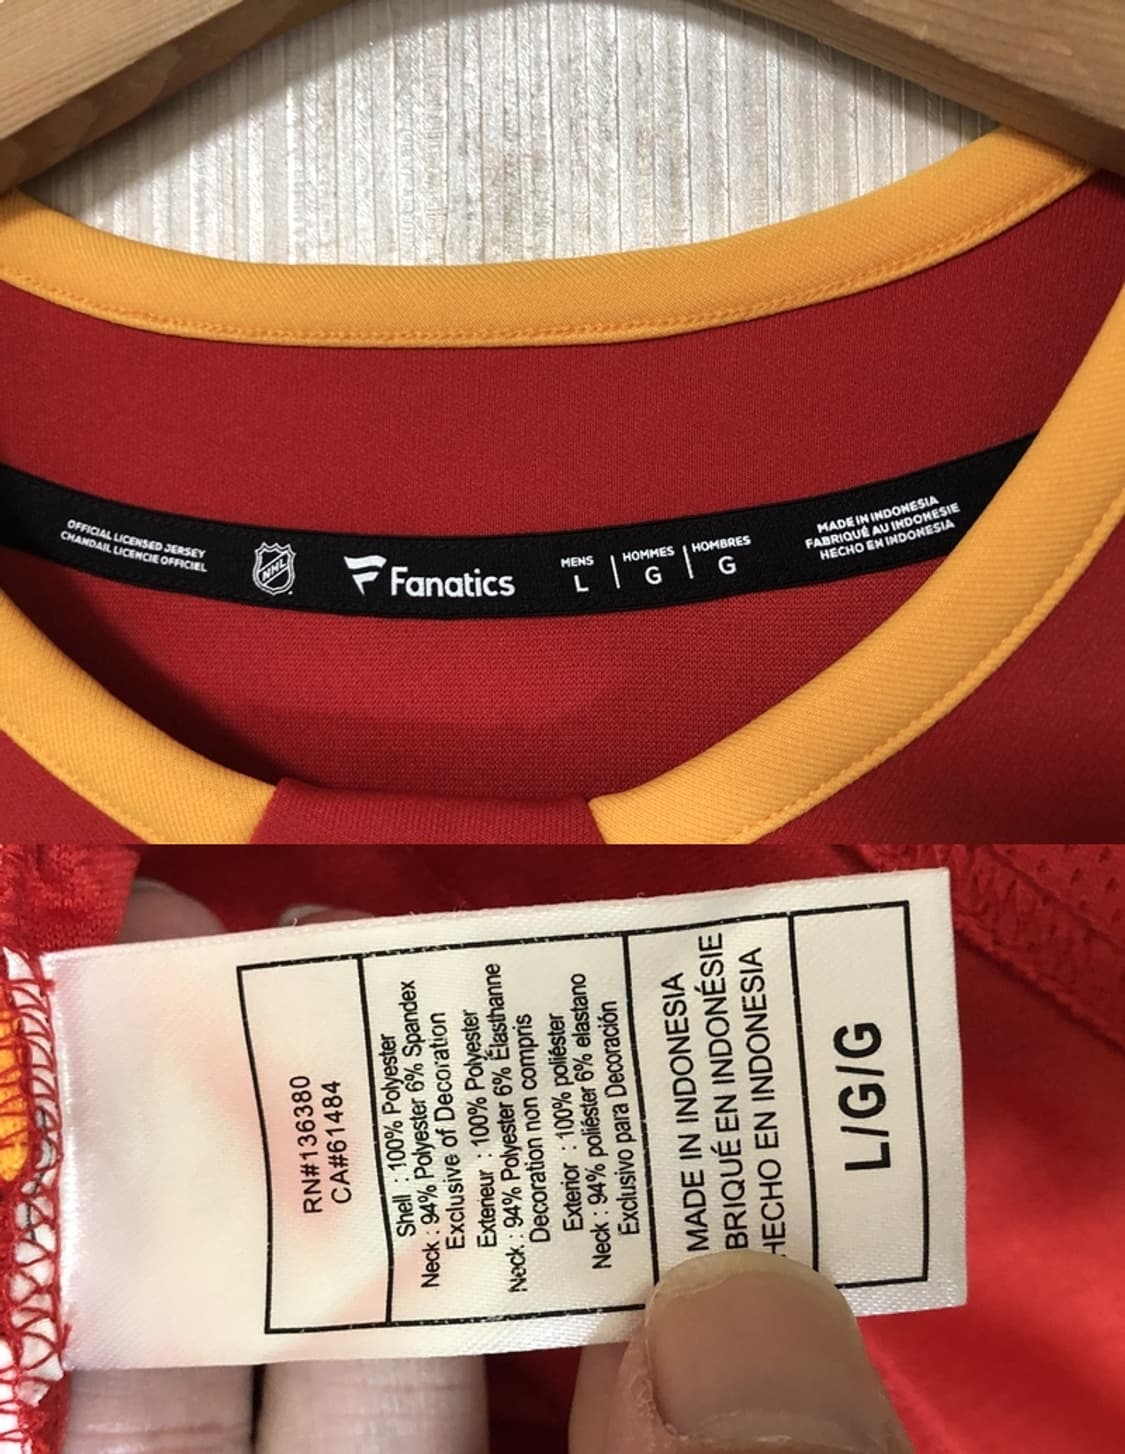 OFFICIAL LICENSED JERSEY
CHANDAIL LICENCIE OFFICIEL
NHL
Fanatics
MENS
L
HOMMES
G
HOMBRES
G
MADE IN INDONESIA
FABRIQUÉ AU INDONESIE
HECHO EN INDONESIA
RN#136380
CA#61484
Shell : 100% Polyester
Neck : 94% Polyester 6% Spandex
Exclusive of Decoration
Exterieur : 100% Polyester
Neck : 94% Polyester 6% Élasthanne
Decoration non compris
Exterior : 100% poliéster
Neck : 94% poliéster 6% elastano
Exclusivo para Decoración
MADE IN INDONESIA
BRIQUÉ EN INDONÉSIE
HECHO EN INDONESIA
L/G/G